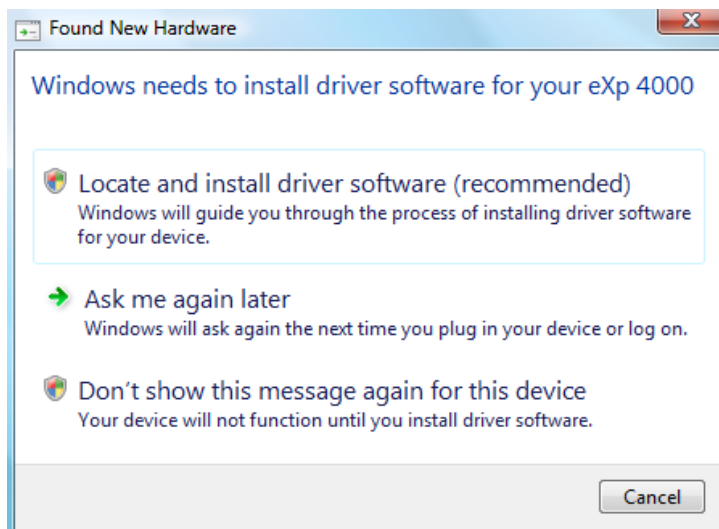 Found New Hardware
Windows needs to install driver software for your eXp 4000
Locate and install driver software (recommended)
Windows will guide you through the process of installing driver software
for your device.
Ask me again later
Windows will ask again the next time you plug in your device or log on.
Don't show this message again for this device
Your device will not function until you install driver software.
Cancel